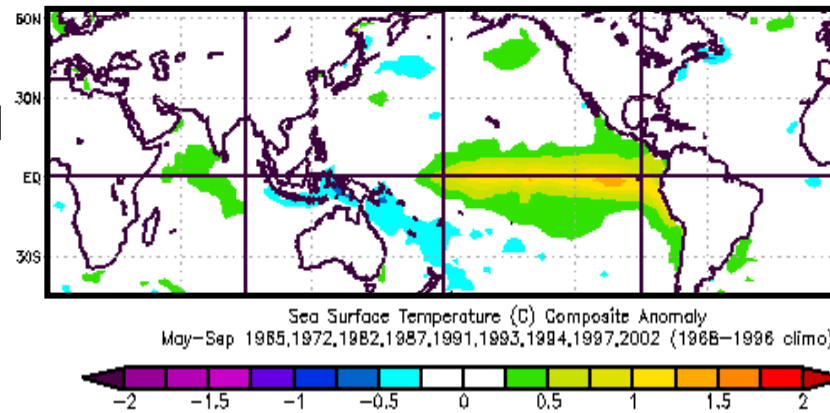 60N
30N
EQ
30S
Sea Surface Temperature (C) Composite Anomaly
May-Sep 1965,1972,1982,1987,1991,1993,1994,1997,2002 (1968-1996 climo)
-2 -1.5 -1 -0.5 0 0.5 1 1.5 2